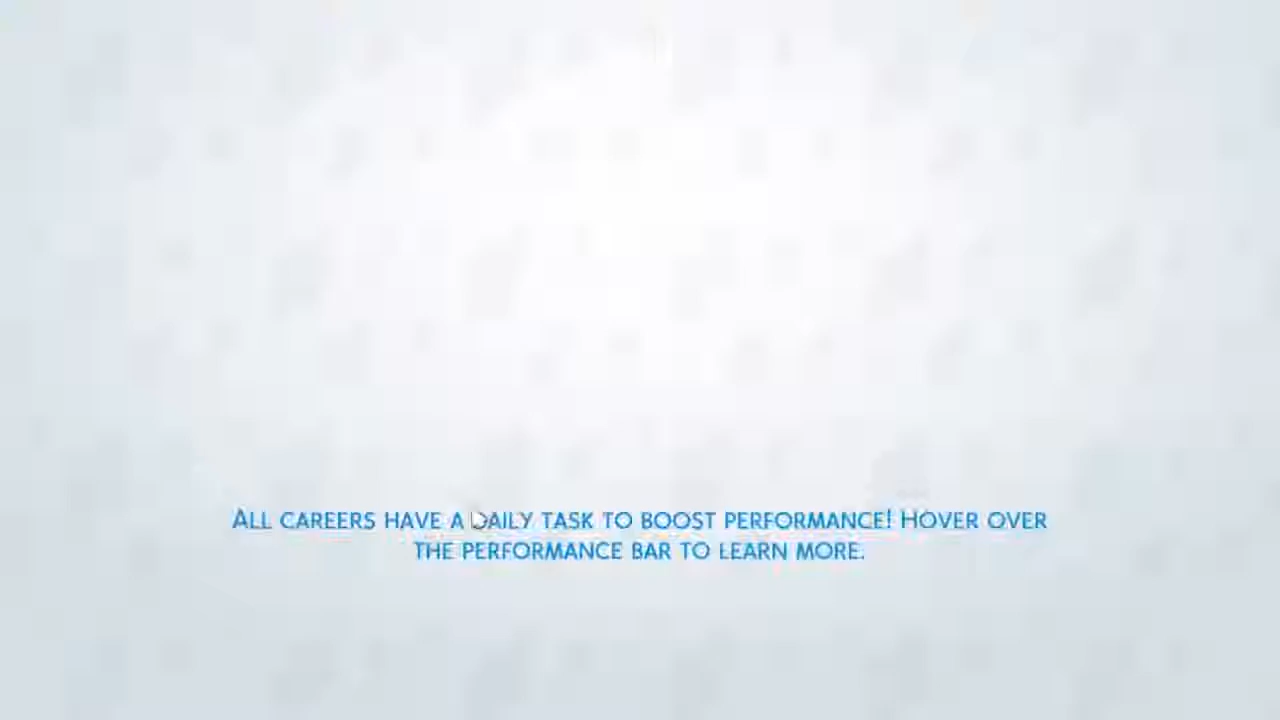 All careers have a daily task to boost performance! Hover over
the performance bar to learn more.